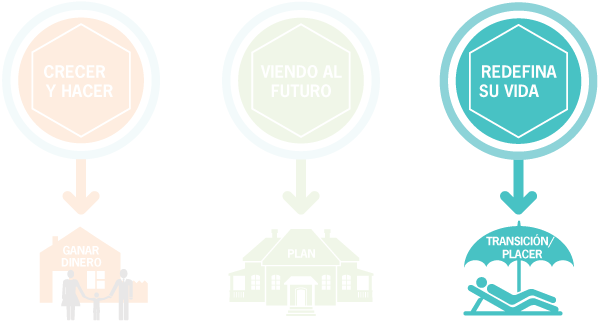 CRECER
Y HACER
VIENDO AL
FUTURO
REDEFINA
SU VIDA
GANAR
DINERO
PLAN
TRANSICIÓN/
PLACER